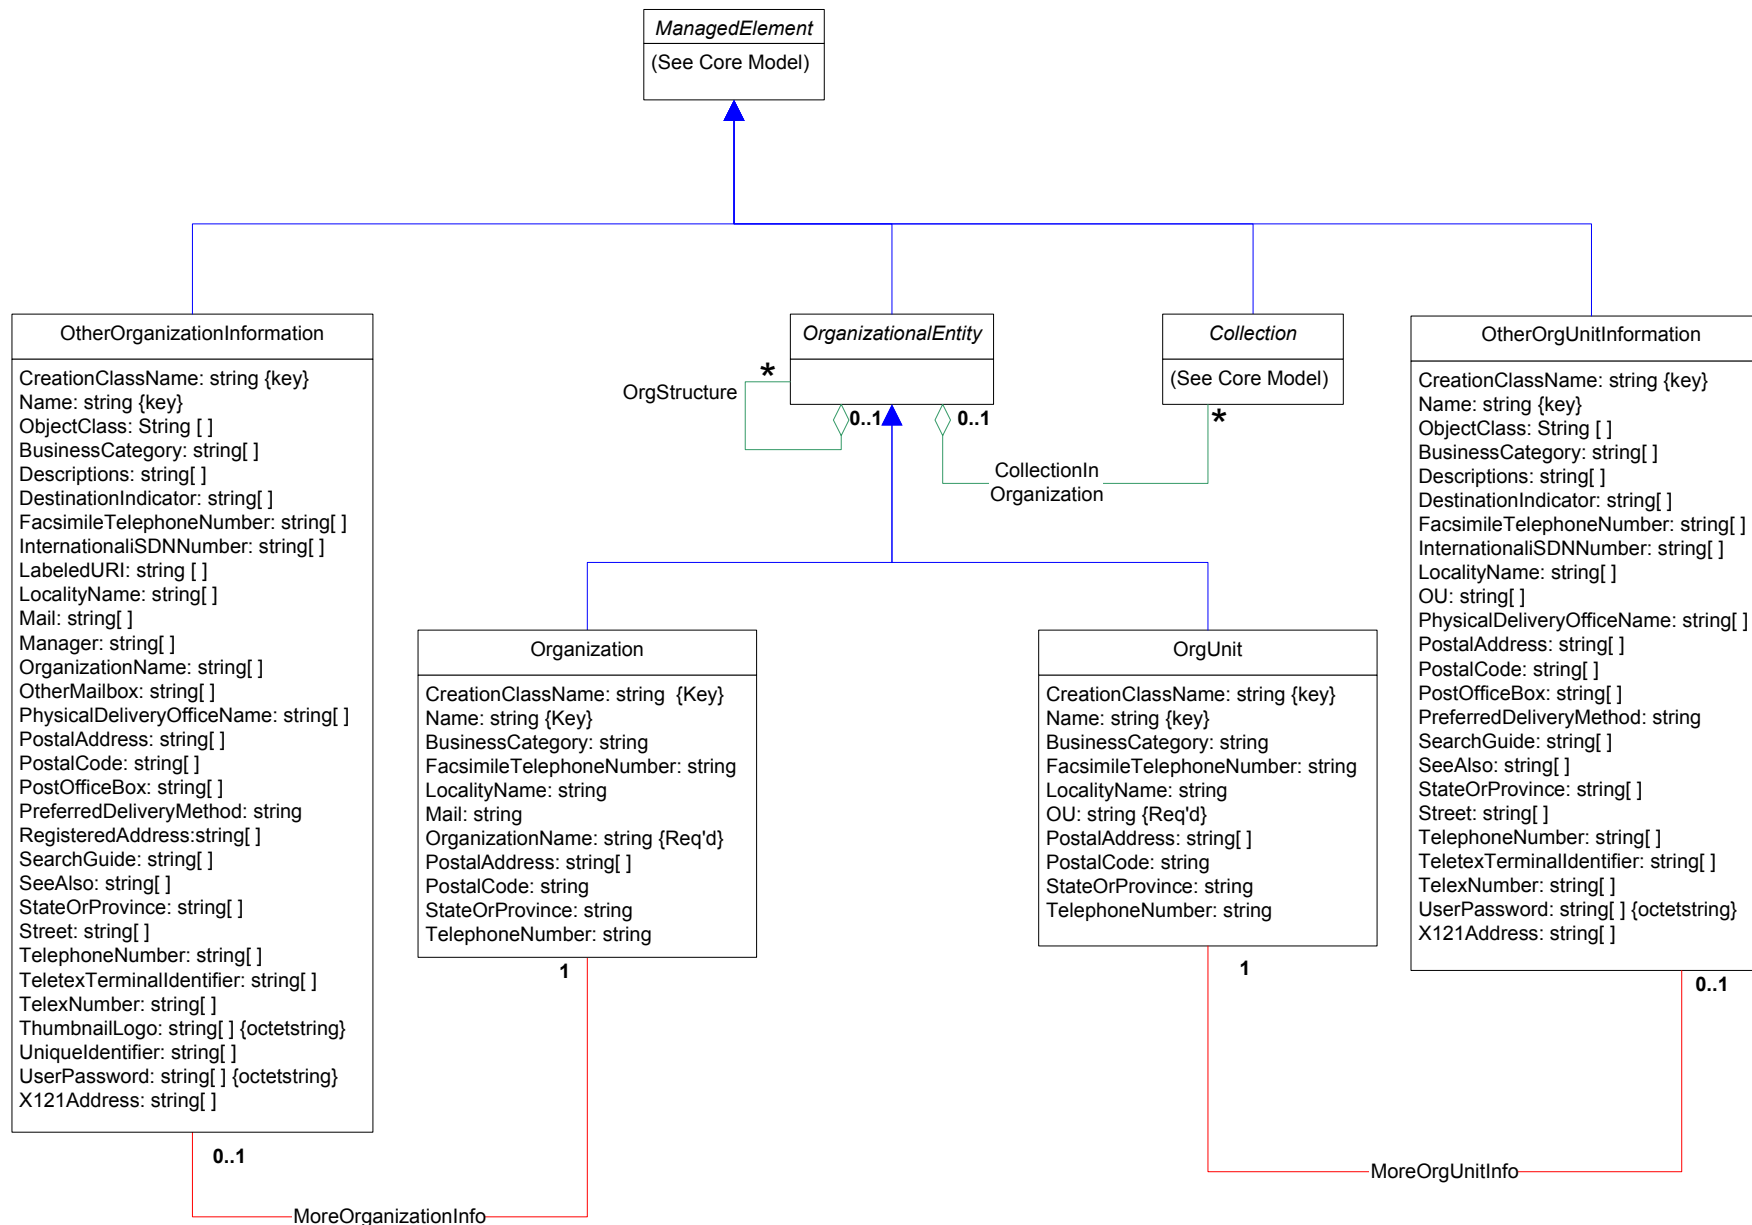 ManagedElement
(See Core Model)
OtherOrganizationInformation
CreationClassName: string {key}
Name: string {key}
ObjectClass: String [ ]
BusinessCategory: string[ ]
Descriptions: string[ ]
DestinationIndicator: string[ ]
FacsimileTelephoneNumber: string[ ]
InternationaliSDNNumber: string[ ]
LabeledURI: string [ ]
LocalityName: string[ ]
Mail: string[ ]
Manager: string[ ]
OrganizationName: string[ ]
OtherMailbox: string[ ]
PhysicalDeliveryOfficeName: string[ ]
PostalAddress: string[ ]
PostalCode: string[ ]
PostOfficeBox: string[ ]
PreferredDeliveryMethod: string
RegisteredAddress:string[ ]
SearchGuide: string[ ]
SeeAlso: string[ ]
StateOrProvince: string[ ]
Street: string[ ]
TelephoneNumber: string[ ]
TeletexTerminalIdentifier: string[ ]
TelexNumber: string[ ]
ThumbnailLogo: string[ ] {octetstring}
UniqueIdentifier: string[ ]
UserPassword: string[ ] {octetstring}
X121Address: string[ ]
0..1
MoreOrganizationInfo
OrganizationalEntity
*
OrgStructure
0..1
0..1
CollectionIn
Organization
Collection
(See Core Model)
*
Organization
CreationClassName: string  {Key}
Name: string {Key}
BusinessCategory: string
FacsimileTelephoneNumber: string
LocalityName: string
Mail: string
OrganizationName: string {Req'd}
PostalAddress: string[ ]
PostalCode: string
StateOrProvince: string
TelephoneNumber: string
1
OrgUnit
CreationClassName: string {key}
Name: string {key}
BusinessCategory: string
FacsimileTelephoneNumber: string
LocalityName: string
OU: string {Req'd}
PostalAddress: string[ ]
PostalCode: string
StateOrProvince: string
TelephoneNumber: string
1
OtherOrgUnitInformation
CreationClassName: string {key}
Name: string {key}
ObjectClass: String [ ]
BusinessCategory: string[ ]
Descriptions: string[ ]
DestinationIndicator: string[ ]
FacsimileTelephoneNumber: string[ ]
InternationaliSDNNumber: string[ ]
LocalityName: string[ ]
OU: string[ ]
PhysicalDeliveryOfficeName: string[ ]
PostalAddress: string[ ]
PostalCode: string[ ]
PostOfficeBox: string[ ]
PreferredDeliveryMethod: string
SearchGuide: string[ ]
SeeAlso: string[ ]
StateOrProvince: string[ ]
Street: string[ ]
TelephoneNumber: string[ ]
TeletexTerminalIdentifier: string[ ]
TelexNumber: string[ ]
UserPassword: string[ ] {octetstring}
X121Address: string[ ]
0..1
MoreOrgUnitInfo